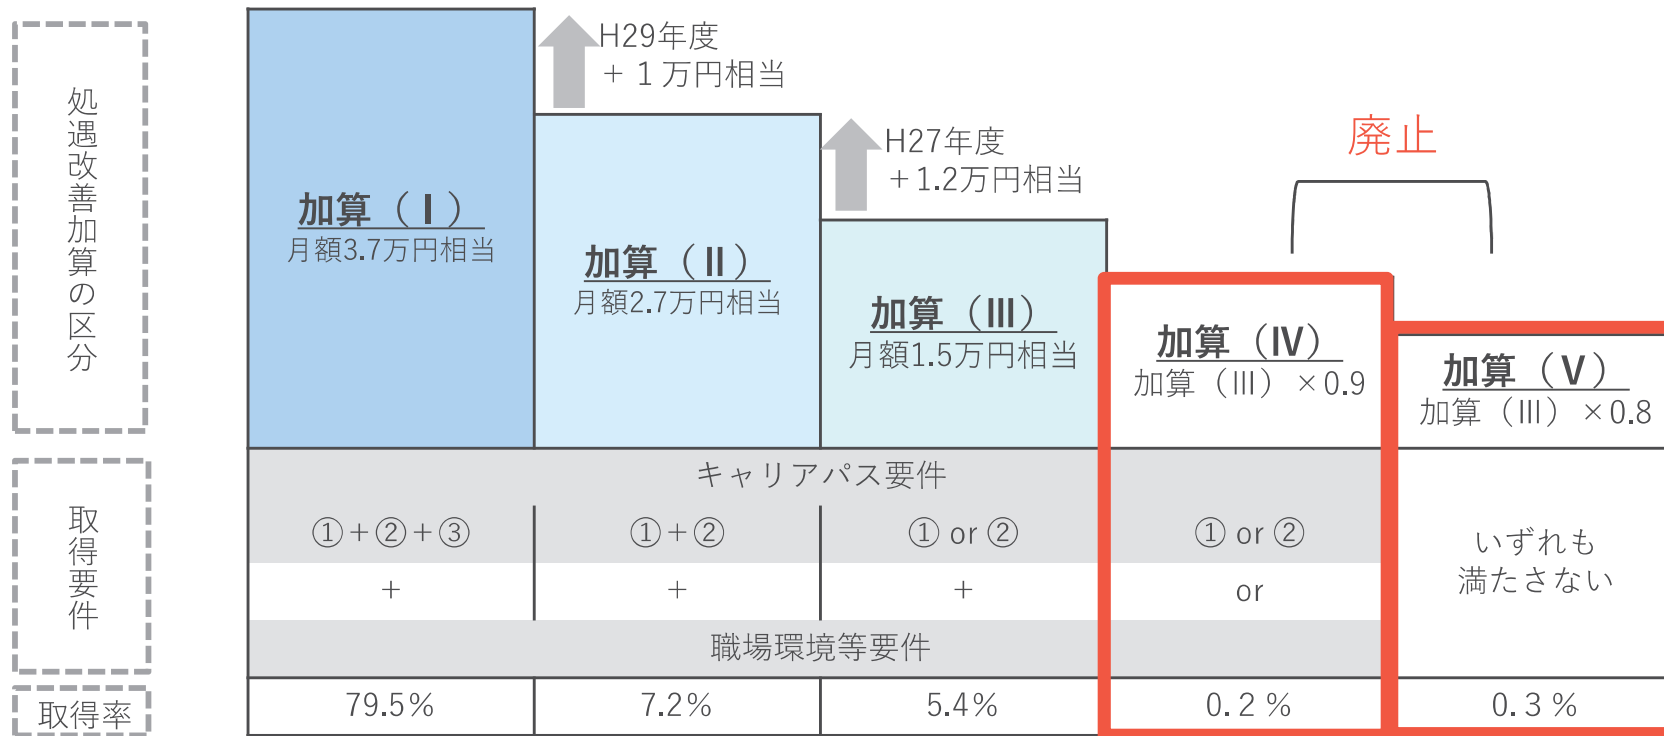 処遇改善加算の区分
H29年度
+ 1万円相当
H27年度
+1.2万円相当
廃止
加算（Ⅰ）
月額3.7万円相当
加算（Ⅱ）
月額2.7万円相当
加算（Ⅲ）
月額1.5万円相当
加算（Ⅳ）
加算（Ⅲ）×0.9
加算（Ⅴ）
加算（Ⅲ）×0.8
取得要件
キャリアパス要件
①+②+③
①+②
① or ②
① or ②
いずれも
満たさない
+
+
+
or
職場環境等要件
取得率
79.5%
7.2%
5.4%
0.2 %
0.3 %